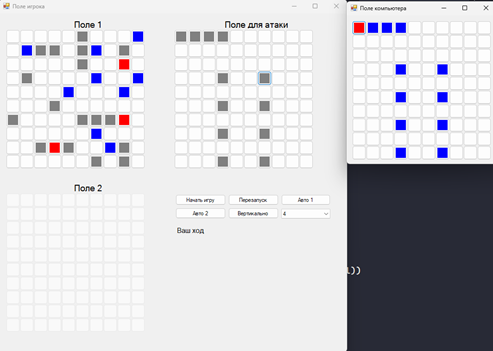 Поле игрока
Поле компьютера
Поле 1
Поле для атаки
Поле 2
Начать игру
Перезапуск
Авто 1
Авто 2
Вертикально
4
Ваш ход
))